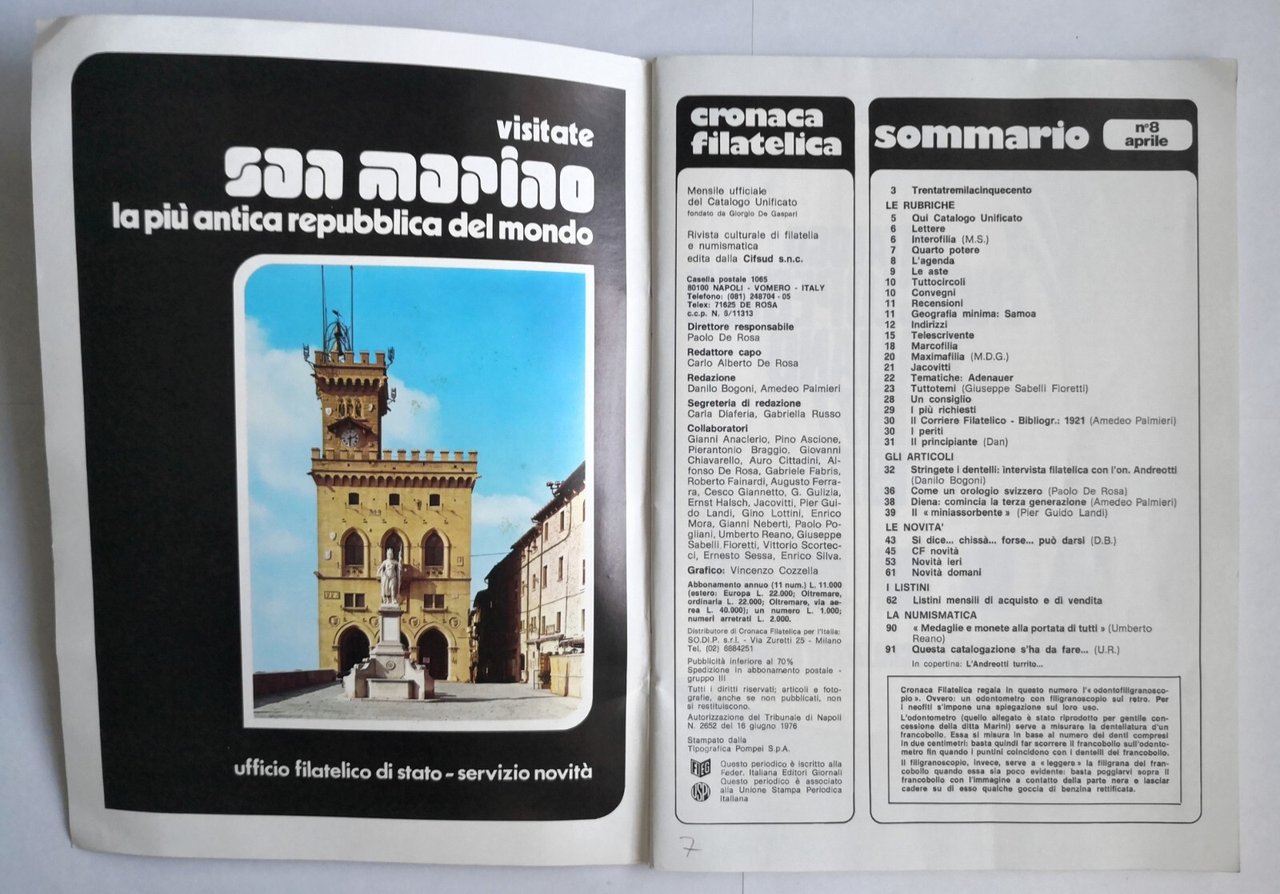 visitate
san marino
la più antica repubblica del mondo
ufficio filatelico di stato - servizio novità
cronaca
filatelica
Mensile ufficiale
del Catalogo Unificato
fondato da Giorgio De Gasperi
Rivista culturale di filatelia
e numismatica
edita dalla Cifsud s.n.c.
Casella postale 1065
80100 NAPOLI - VOMERO - ITALY
Telefono: (081) 248704 - 05
Telex: 71625 DE ROSA
c.c.p. N. 6/11313
Direttore responsabile
Paolo De Rosa
Redattore capo
Carlo Alberto De Rosa
Redazione
Danilo Bogoni, Amedeo Palmieri
Segreteria di redazione
Carla Diaferia, Gabriella Russo
Collaboratori
Gianni Anaclerio, Pino Ascione,
Pierantonio Braggio, Giovanni
Chiavarello, Auro Cittadini, Al-
fonso De Rosa, Gabriele Fabris,
Roberto Fainardi, Augusto Ferra-
ra, Cesco Giannetto, G. Gulizia,
Ernst Halsch, Jacovitti, Pier Gui-
do Landi, Gino Lottini, Enrico
Mora, Gianni Neberti, Paolo Po-
gliani, Umberto Reano, Giuseppe
Sabelli Fioretti, Vittorio Scortec-
ci, Ernesto Sessa, Enrico Silva.
Grafico: Vincenzo Cozzella
Abbonamento annuo (11 num.) L. 11.000
(estero: Europa L. 22.000; Oltremare,
ordinaria L. 22.000; Oltremare, via ae-
rea L. 40.000); un numero L. 1.000;
numeri arretrati L. 2.000.
Distributore di Cronaca Filatelica per l'Italia:
SO.DI.P. s.r.l. - Via Zuretti 25 - Milano
Tel. (02) 6884251
Pubblicità inferiore al 70%
Spedizione in abbonamento postale -
gruppo III
Tutti i diritti riservati; articoli e foto-
grafie, anche se non pubblicati, non
si restituiscono.
Autorizzazione del Tribunale di Napoli
N. 2652 del 16 giugno 1976
Stampato dalla
Tipografica Pompei S.p.A.
FIEG
Questo periodico è iscritto alla
Feder. Italiana Editori Giornali
USPI
Questo periodico è associato
alla Unione Stampa Periodica
Italiana
7
sommario
n°8
aprile
3 Trentatremilacinquecento
LE RUBRICHE
5 Qui Catalogo Unificato
6 Lettere
6 Interofilia (M.S.)
7 Quarto potere
8 L'agenda
9 Le aste
10 Tuttocircoli
10 Convegni
11 Recensioni
11 Geografia minima: Samoa
12 Indirizzi
15 Telescrivente
18 Marcofilia
20 Maximafilia (M.D.G.)
21 Jacovitti
22 Tematiche: Adenauer
23 Tuttotemi (Giuseppe Sabelli Fioretti)
28 Un consiglio
29 I più richiesti
30 Il Corriere Filatelico - Bibliogr.: 1921 (Amedeo Palmieri)
30 I periti
31 Il principiante (Dan)
GLI ARTICOLI
32 Stringete i dentelli: intervista filatelica con l'on. Andreotti
(Danilo Bogoni)
36 Come un orologio svizzero (Paolo De Rosa)
38 Diena: comincia la terza generazione (Amedeo Palmieri)
39 Il « miniassorbente » (Pier Guido Landi)
LE NOVITA'
43 Si dice... chissà... forse... può darsi (D.B.)
45 CF novità
53 Novità ieri
61 Novità domani
I LISTINI
62 Listini mensili di acquisto e di vendita
LA NUMISMATICA
90 « Medaglie e monete alla portata di tutti » (Umberto
Reano)
91 Questa catalogazione s'ha da fare... (U.R.)
In copertina: L'Andreotti turrito...
Cronaca Filatelica regala in questo numero l'« odontofiligranosco-
pio ». Ovvero: un odontometro con filigranoscopio sul retro. Per
i neofiti s'impone una spiegazione sul loro uso.
L'odontometro (quello allegato è stato riprodotto per gentile con-
cessione della ditta Marini) serve a misurare la dentellatura d'un
francobollo. Essa si misura in base al numero dei denti compresi
in due centimetri: basta quindi far scorrere il francobollo sull'odonto-
metro fin quando i puntini coincidono con i dentelli del francobollo.
Il filigranoscopio, invece, serve a « leggere » la filigrana del fran-
cobollo quando essa sia poco evidente: basta poggiarvi sopra il
francobollo con l'immagine a contatto della parte nera e lasciar
cadere su di esso qualche goccia di benzina rettificata.